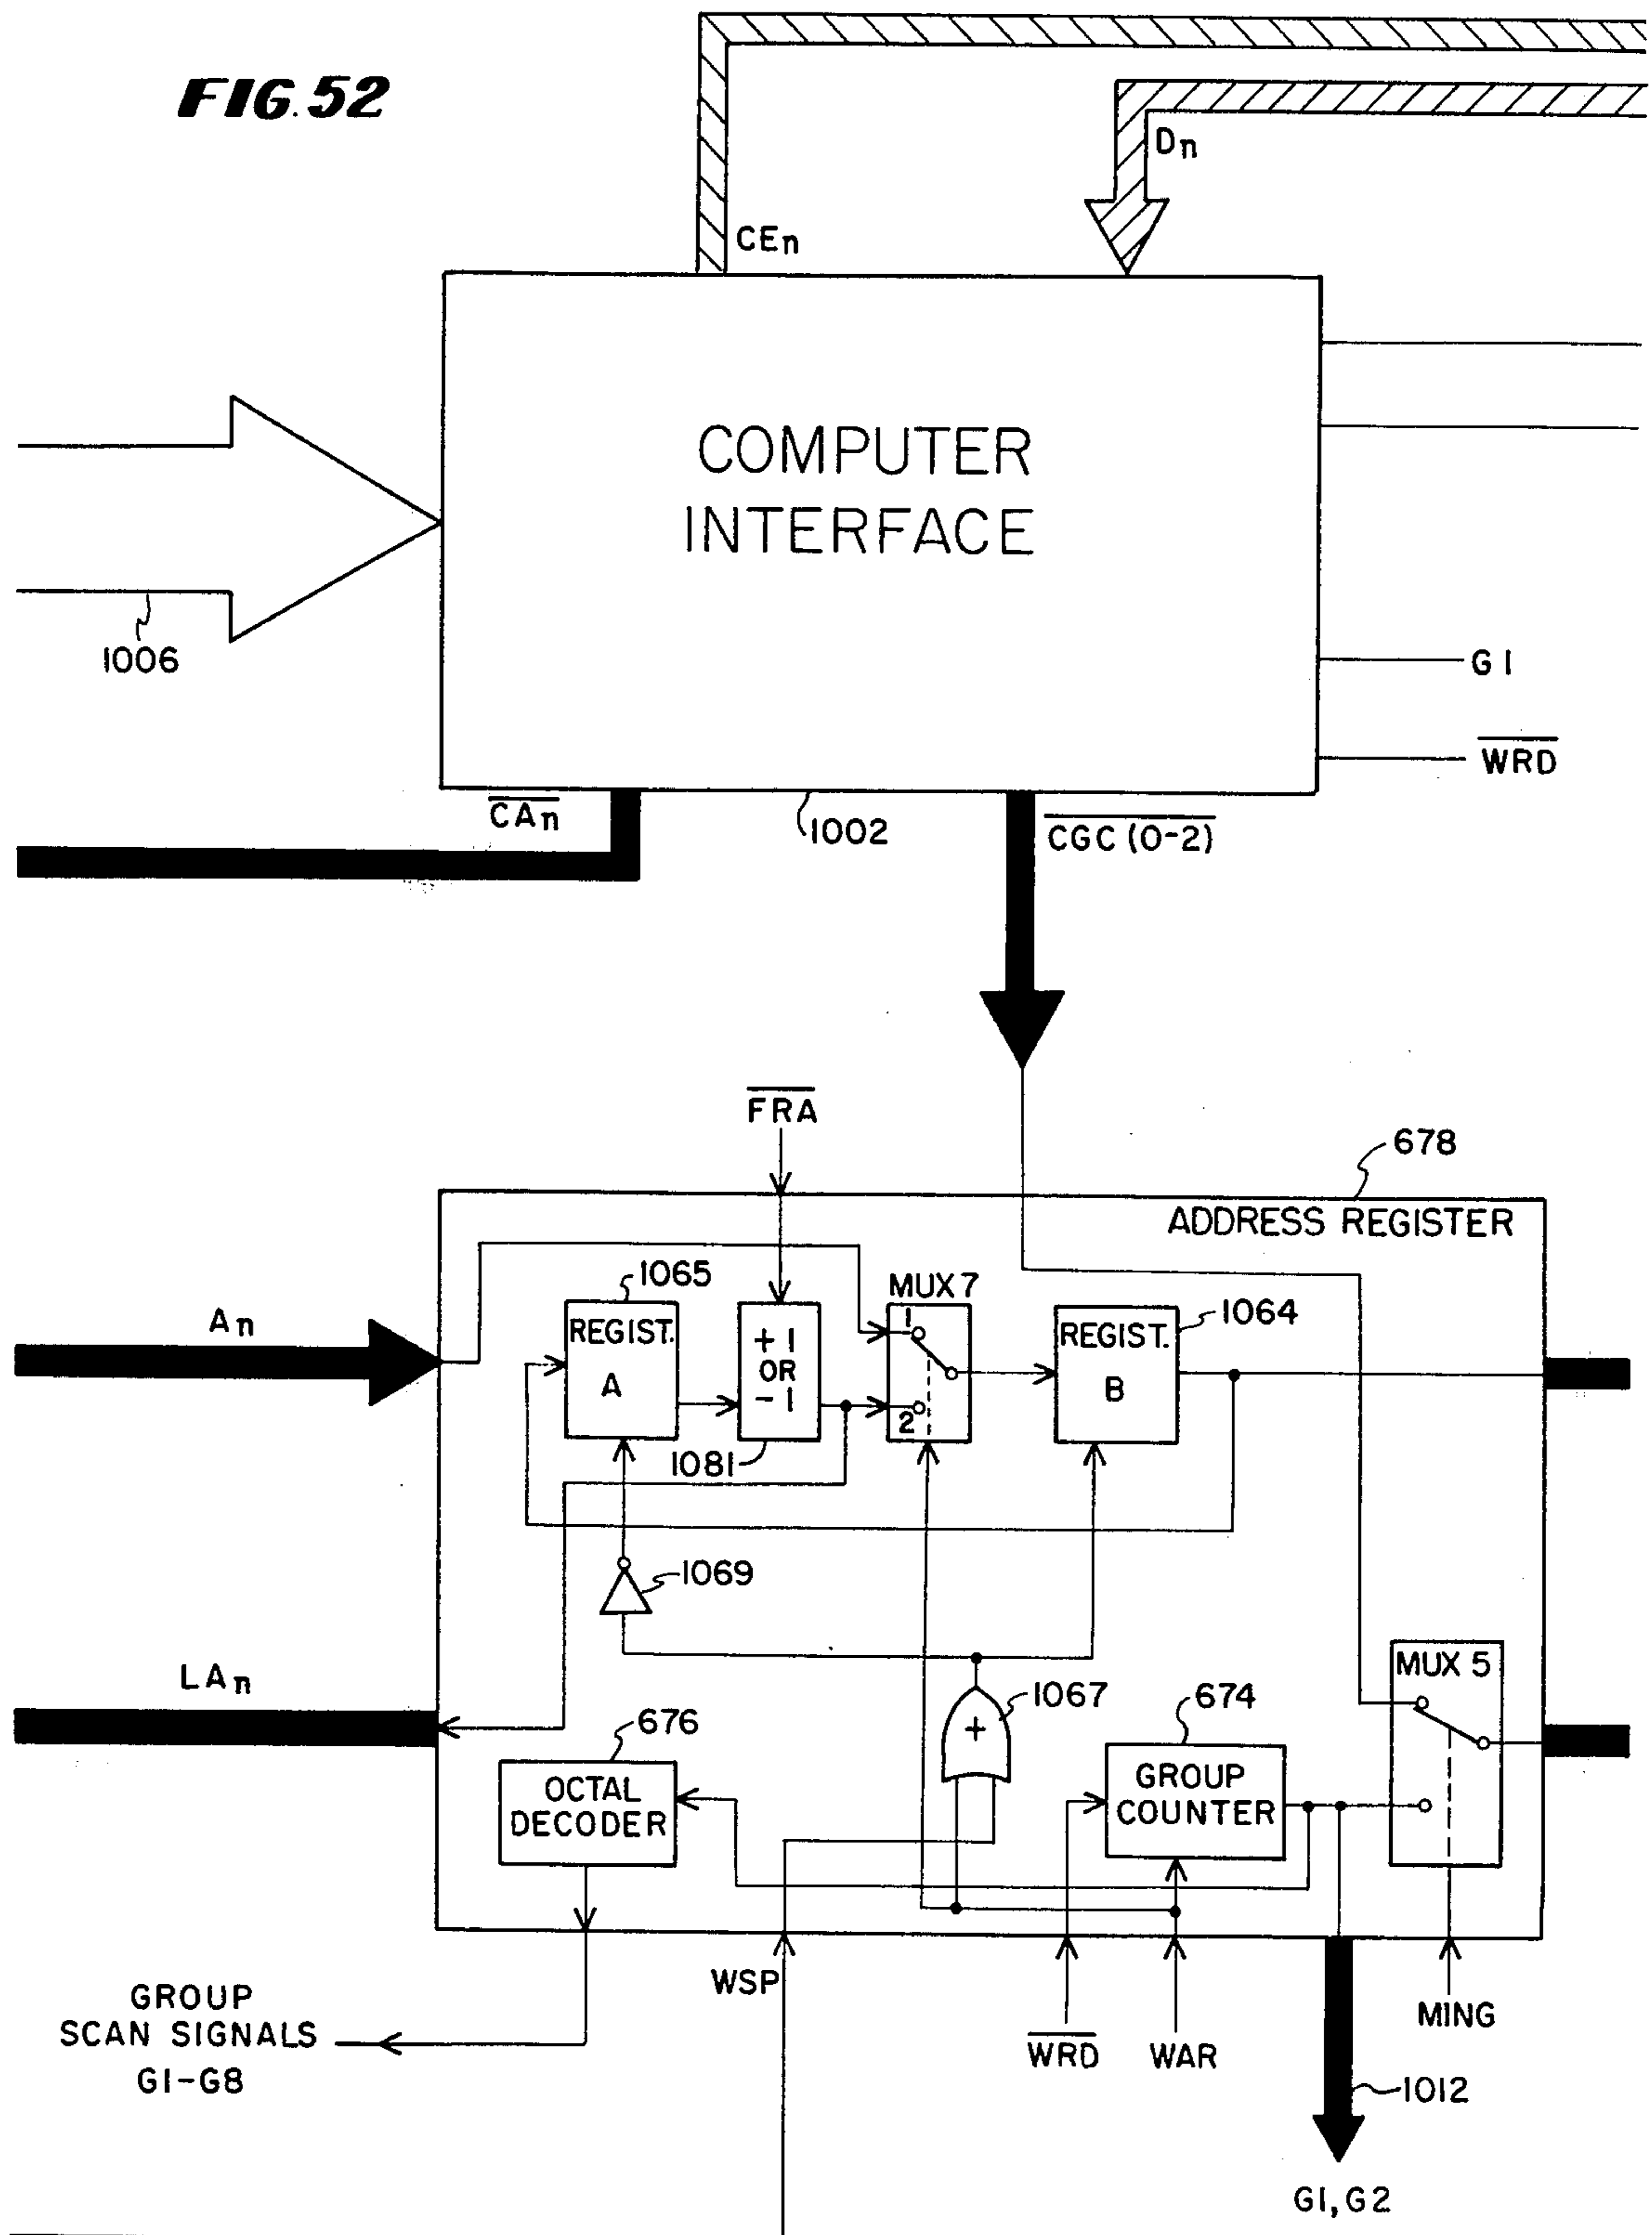 FIG. 52
Dn
CEn
COMPUTER
INTERFACE
1006
G1
WRD
CAn
1002
CGC (0-2)
FRA
678
ADDRESS REGISTER
1065
MUX 7
1064
An
REGIST.
A
+1
OR
-1
1
2
REGIST.
B
1081
1069
LAn
MUX 5
1067
674
676
+
OCTAL
DECODER
GROUP
COUNTER
WSP
GROUP
SCAN SIGNALS
G1-G8
WRD
WAR
MING
1012
G1, G2